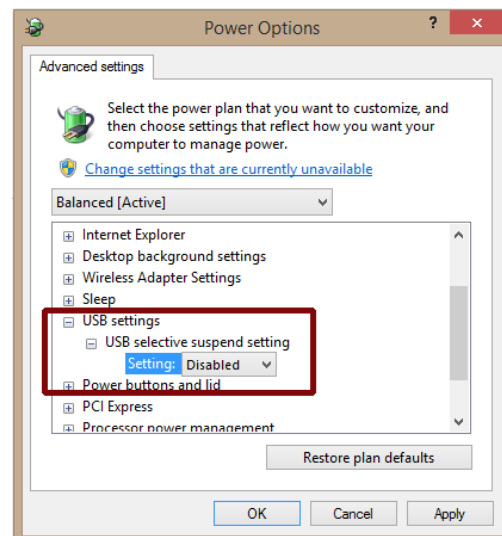 Power Options
?
Advanced settings
Select the power plan that you want to customize, and
then choose settings that reflect how you want your
computer to manage power.
Change settings that are currently unavailable
Balanced [Active]
Internet Explorer
Desktop background settings
Wireless Adapter Settings
Sleep
USB settings
USB selective suspend setting
Setting: Disabled
Power buttons and lid
PCI Express
Processor power management
Restore plan defaults
OK Cancel Apply